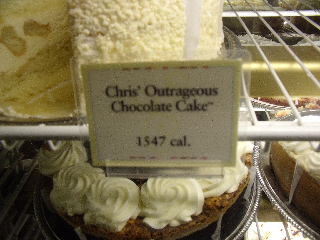 Chris' Outrageous
Chocolate Cake™
1547 cal.